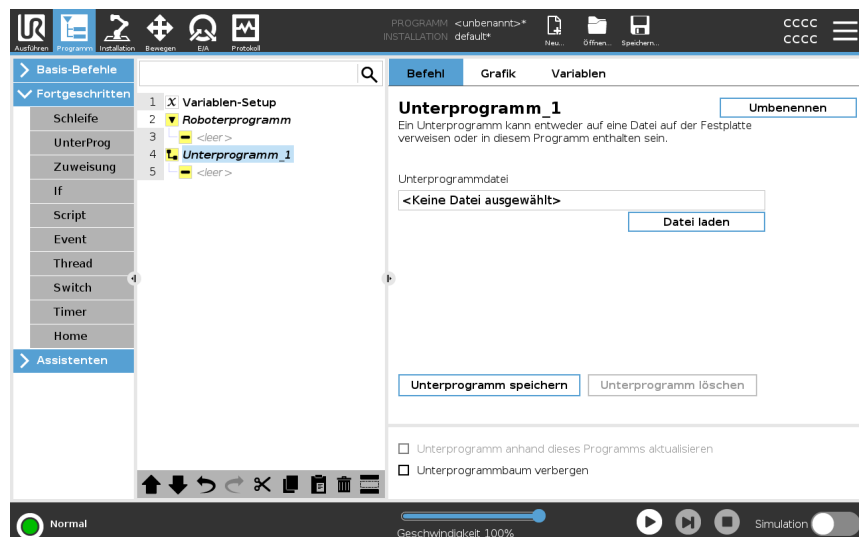 PROGRAMM <unbenannt>*
INSTALLATION default*
CCCC
CCCC
Ausführen Programm Installation Bewegen E/A Protokoll Neu... Öffnen... Speichern...
Basis-Befehle
Fortgeschritten
Schleife
UnterProg
Zuweisung
If
Script
Event
Thread
Switch
Timer
Home
Assistenten
1 X Variablen-Setup
2 Roboterprogramm
3 <leer>
4 Unterprogramm_1
5 <leer>
Befehl Grafik Variablen
Unterprogramm_1
Umbenennen
Ein Unterprogramm kann entweder auf eine Datei auf der Festplatte
verweisen oder in diesem Programm enthalten sein.
Unterprogrammdatei
<Keine Datei ausgewählt>
Datei laden
Unterprogramm speichern Unterprogramm löschen
Unterprogramm anhand dieses Programms aktualisieren
Unterprogrammbaum verbergen
Normal
Geschwindigkeit 100%
Simulation